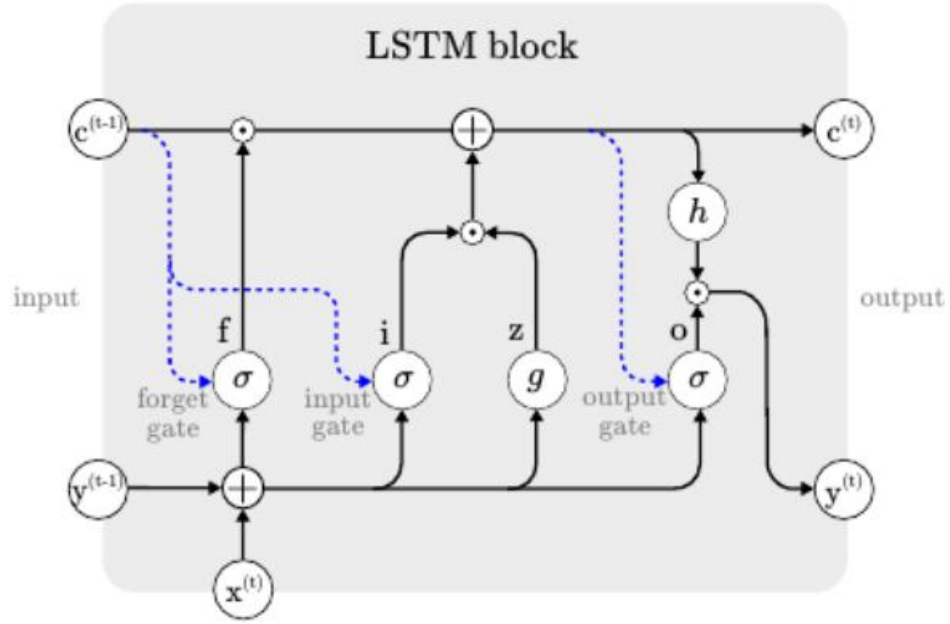 LSTM block
c^(t-1)
c^(t)
h
input
output
f
i
z
o
σ
σ
g
σ
forget
gate
input
gate
output
gate
y^(t-1)
y^(t)
x^(t)